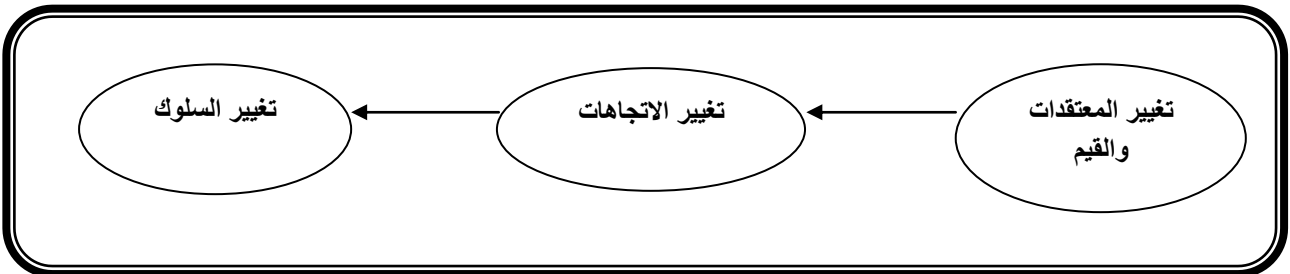 تغيير المعتقدات
والقيم
تغيير الاتجاهات
تغيير السلوك